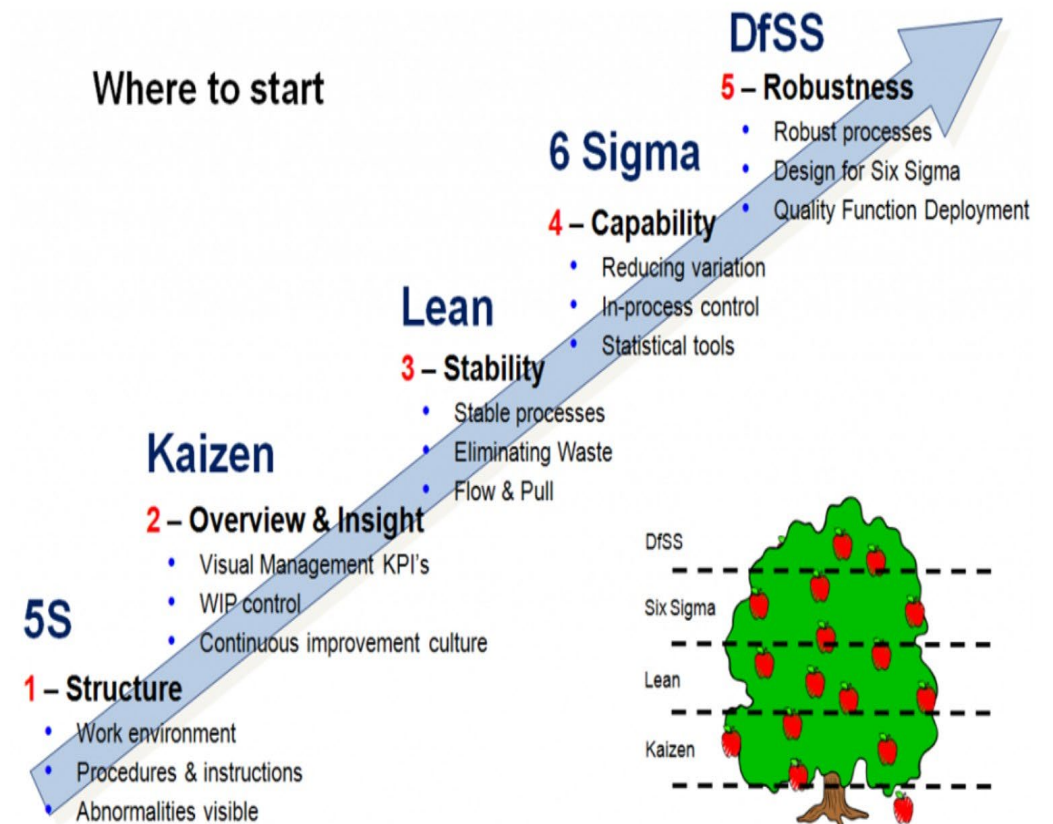 Where to start
5S
1 – Structure
• Work environment
• Procedures & instructions
• Abnormalities visible
Kaizen
2 – Overview & Insight
• Visual Management KPI's
• WIP control
• Continuous improvement culture
Lean
3 – Stability
• Stable processes
• Eliminating Waste
• Flow & Pull
6 Sigma
4 – Capability
• Reducing variation
• In-process control
• Statistical tools
DfSS
5 – Robustness
• Robust processes
• Design for Six Sigma
• Quality Function Deployment
DfSS
Six Sigma
Lean
Kaizen